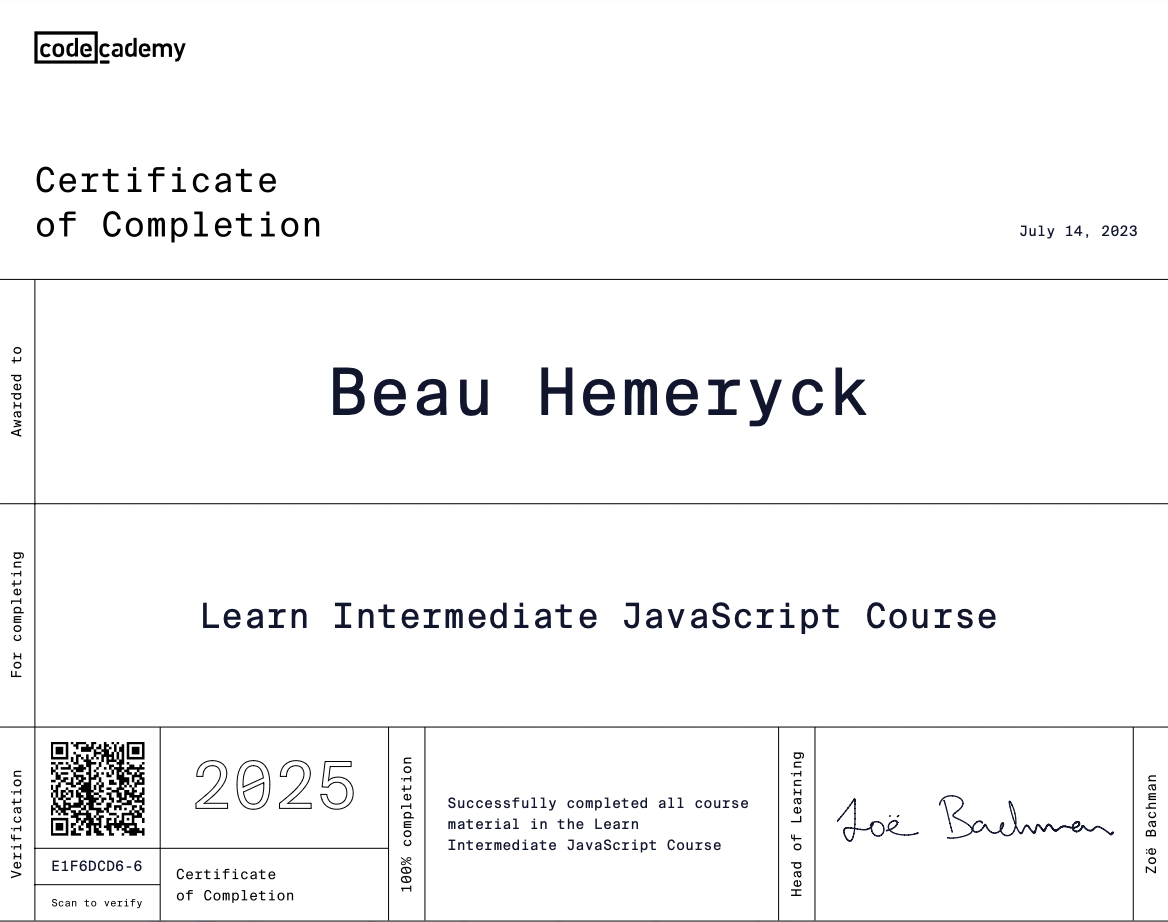 codecademy
Certificate
of Completion
July 14, 2023
Awarded to
Beau Hemeryck
For completing
Learn Intermediate JavaScript Course
Verification
E1F6DCD6-6
Scan to verify
2025
Certificate
of Completion
100% completion
Successfully completed all course
material in the Learn
Intermediate JavaScript Course
Head of Learning
Zoë Bachman
Zoë Bachman